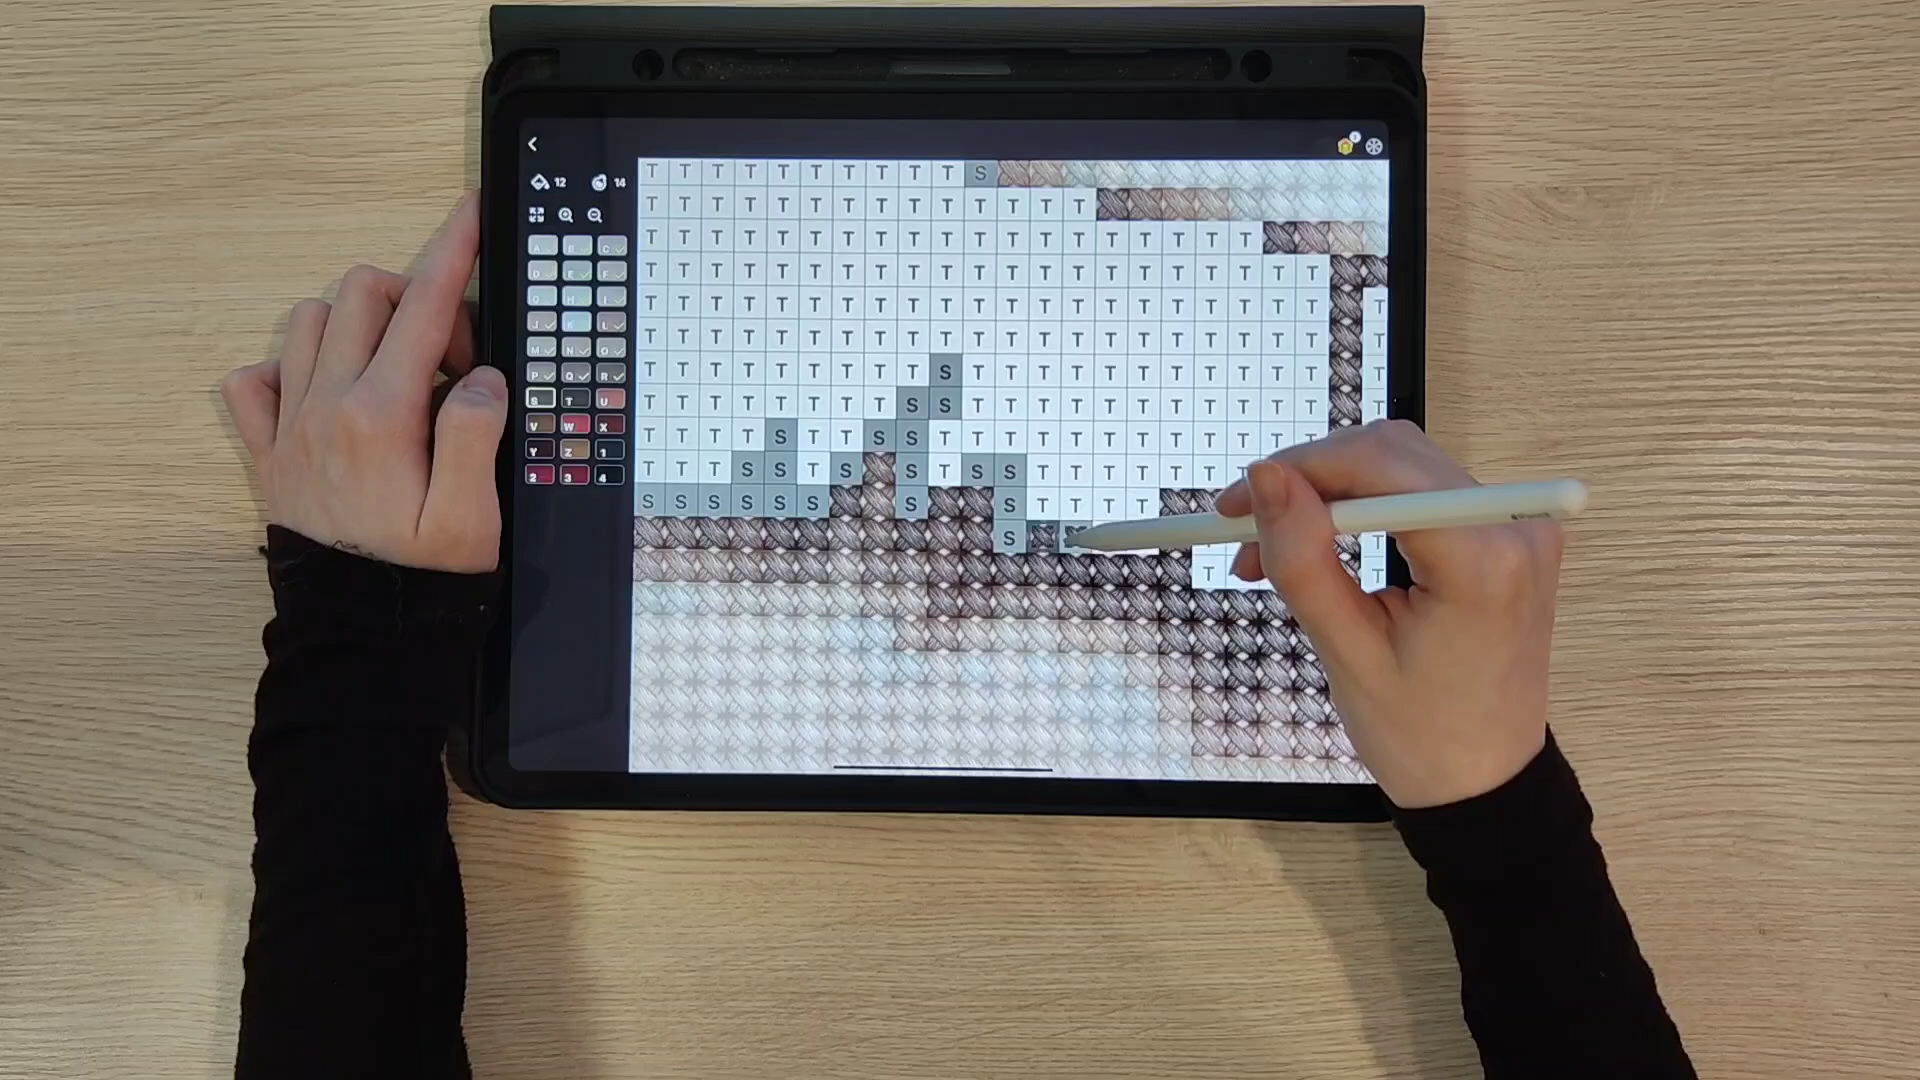 T T T T T T T T T T S
12 14
T T T T T T T T T T T T T T
T T T T T T T T T T T T T T T T T T T
A B C
T T T T T T T T T T T T T T T T T T T T T
D E F
T T T T T T T T T T T T T T T T T T T T T T
G H I
J K L
T T T T T T T T T T T T T T T T T T T T T T
M N O
T T T T T T T T T S T T T T T T T T T T T T
P Q R
S T U
T T T T T T T T S S T T T T T T T T T T T T
V W X
T T T T S T T S S T T T T T T T T T T T T
Y Z 1
T T T S S T S S T S S T T T T T T
2 3 4
S S S S S S S S T T T T
S
T T